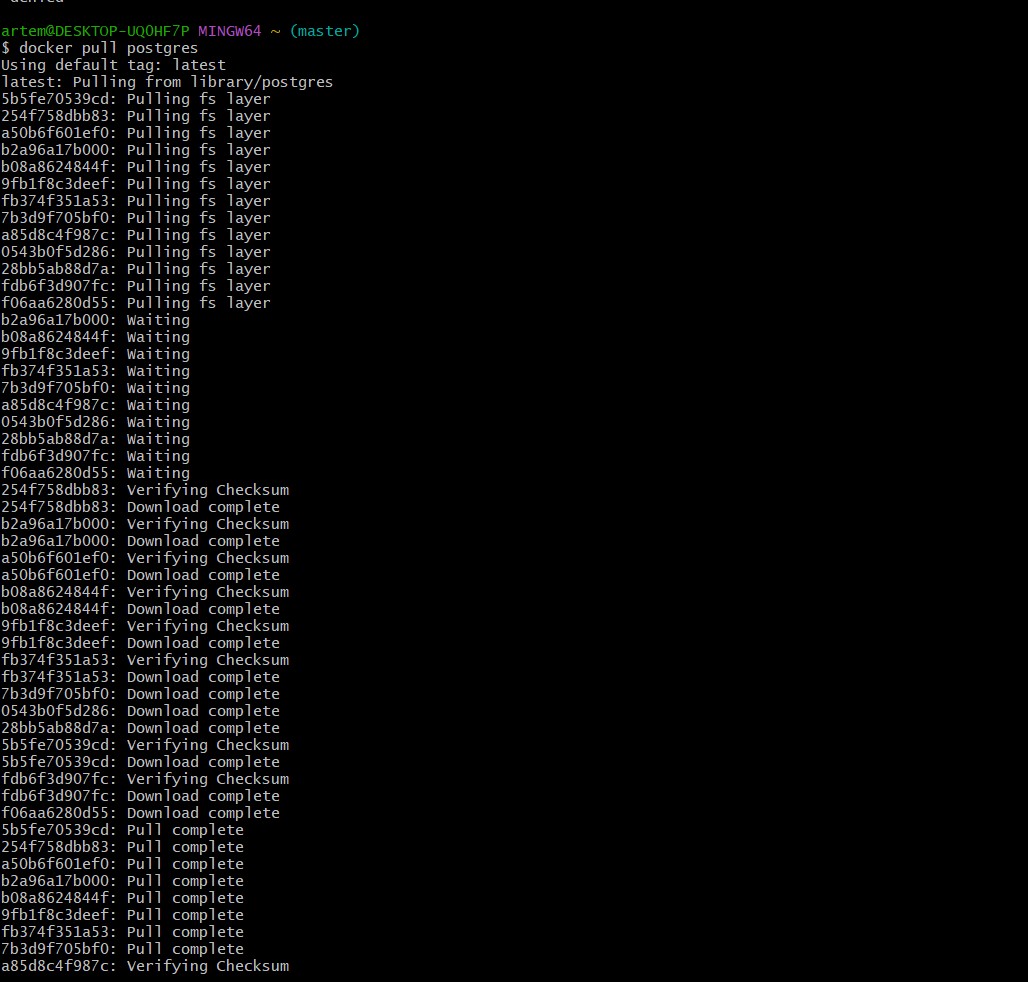 denied
artem@DESKTOP-UQOHF7P MINGW64 ~ (master)
$ docker pull postgres
Using default tag: latest
latest: Pulling from library/postgres
5b5fe70539cd: Pulling fs layer
254f758dbb83: Pulling fs layer
a50b6f601ef0: Pulling fs layer
b2a96a17b000: Pulling fs layer
b08a8624844f: Pulling fs layer
9fb1f8c3deef: Pulling fs layer
fb374f351a53: Pulling fs layer
7b3d9f705bf0: Pulling fs layer
a85d8c4f987c: Pulling fs layer
0543b0f5d286: Pulling fs layer
28bb5ab88d7a: Pulling fs layer
fdb6f3d907fc: Pulling fs layer
f06aa6280d55: Pulling fs layer
b2a96a17b000: Waiting
b08a8624844f: Waiting
9fb1f8c3deef: Waiting
fb374f351a53: Waiting
7b3d9f705bf0: Waiting
a85d8c4f987c: Waiting
0543b0f5d286: Waiting
28bb5ab88d7a: Waiting
fdb6f3d907fc: Waiting
f06aa6280d55: Waiting
254f758dbb83: Verifying Checksum
254f758dbb83: Download complete
b2a96a17b000: Verifying Checksum
b2a96a17b000: Download complete
a50b6f601ef0: Verifying Checksum
a50b6f601ef0: Download complete
b08a8624844f: Verifying Checksum
b08a8624844f: Download complete
9fb1f8c3deef: Verifying Checksum
9fb1f8c3deef: Download complete
fb374f351a53: Verifying Checksum
fb374f351a53: Download complete
7b3d9f705bf0: Download complete
0543b0f5d286: Download complete
28bb5ab88d7a: Download complete
5b5fe70539cd: Verifying Checksum
5b5fe70539cd: Download complete
fdb6f3d907fc: Verifying Checksum
fdb6f3d907fc: Download complete
f06aa6280d55: Download complete
5b5fe70539cd: Pull complete
254f758dbb83: Pull complete
a50b6f601ef0: Pull complete
b2a96a17b000: Pull complete
b08a8624844f: Pull complete
9fb1f8c3deef: Pull complete
fb374f351a53: Pull complete
7b3d9f705bf0: Pull complete
a85d8c4f987c: Verifying Checksum